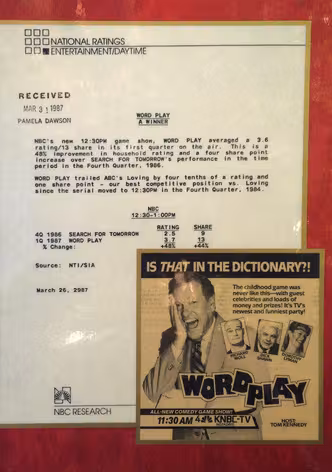 NATIONAL RATINGS
ENTERTAINMENT/DAYTIME
RECEIVED
MAR 31 1987
PAMELA DAWSON
WORD PLAY
A WINNER
NBC's new 12:30PM game show, WORD PLAY averaged a 3.6
rating/13 share in its first quarter on the air. This is a
48% improvement in household rating and a four share point
increase over SEARCH FOR TOMORROW's performance in the time
period in the Fourth Quarter, 1986.
WORD PLAY trailed ABC's Loving by four tenths of a rating and
one share point - our best competitive position vs. Loving
since the serial moved to 12:30PM in the Fourth Quarter, 1984.
NBC
12:30-1:00PM
RATING SHARE
4Q 1986 SEARCH FOR TOMORROW 2.5 9
1Q 1987 WORD PLAY 3.7 13
% Change: +48% +44%
Source: NTI/SIA
March 26, 1987
NBC RESEARCH
IS THAT IN THE DICTIONARY?!
The childhood game was
never like this—with guest
celebrities and loads of
money and prizes! It's TV's
newest and funniest party!
WORDPLAY
ALL-NEW COMEDY GAME SHOW!
11:30 AM 4 KNBC-TV
HOST:
TOM KENNEDY